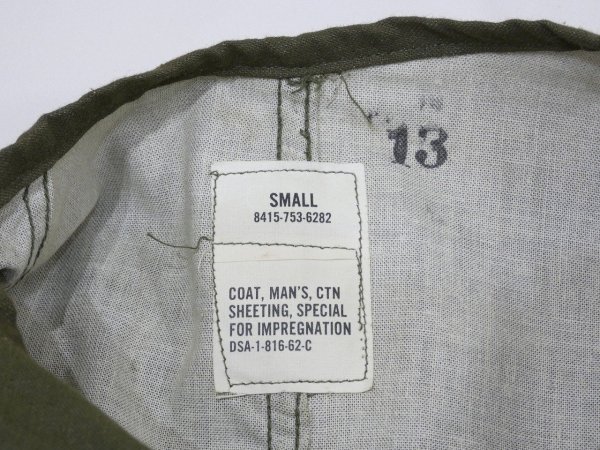 13
SMALL
8415-753-6282
COAT, MAN'S, CTN
SHEETING, SPECIAL
FOR IMPREGNATION
DSA-1-816-62-C